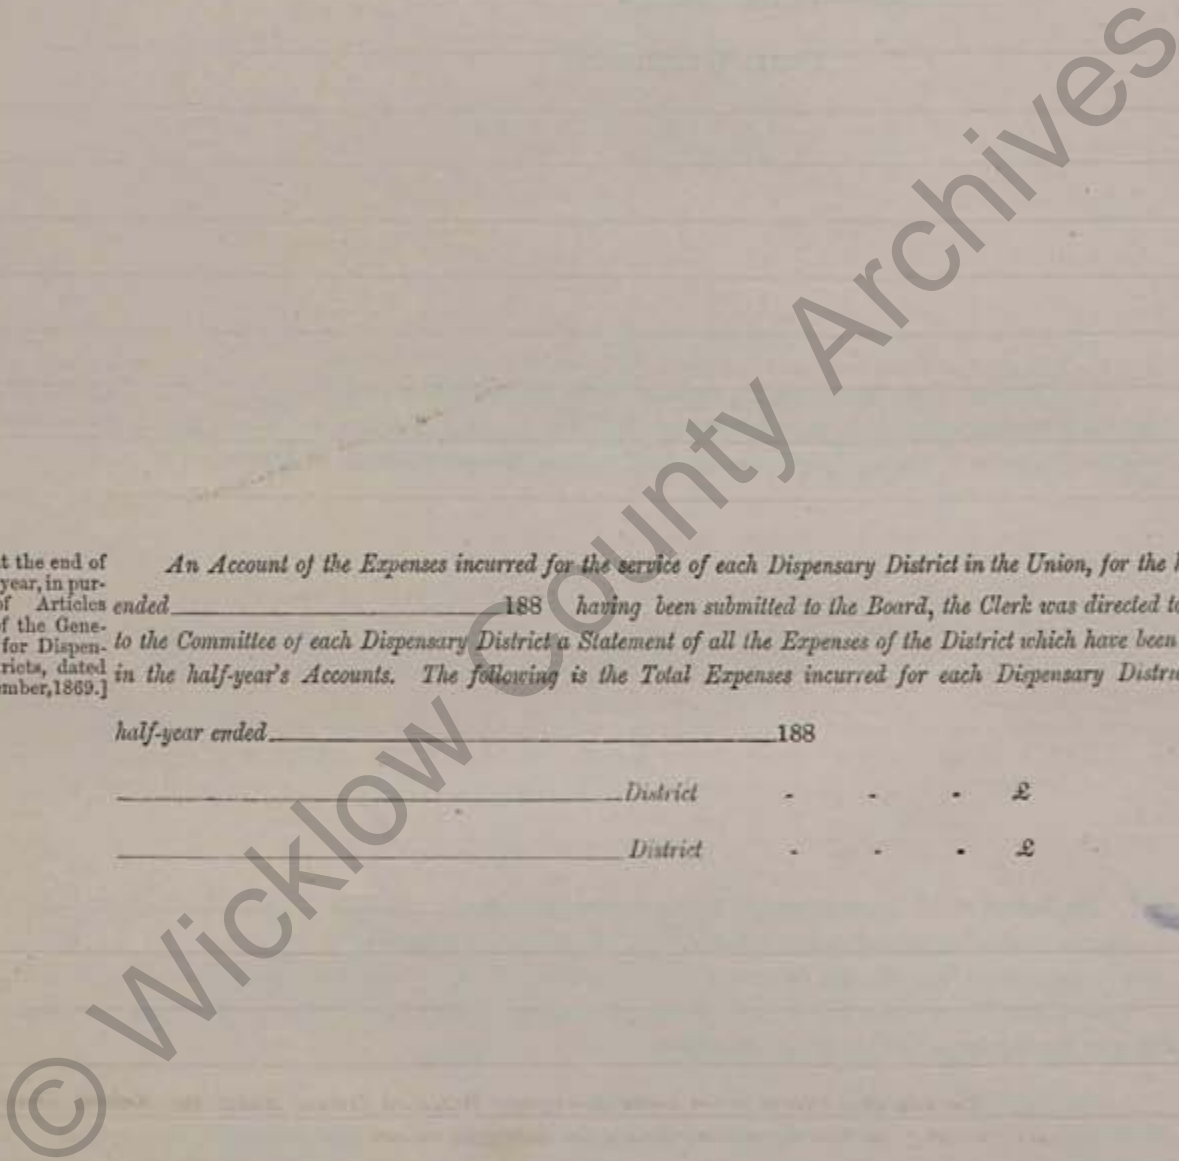 t the end of
year, in pur-
of Articles
of the Gene-
for Dispen-
ricts, dated
mber, 1869.]
An Account of the Expenses incurred for the service of each Dispensary District in the Union, for the h
ended 188 having been submitted to the Board, the Clerk was directed to
to the Committee of each Dispensary District a Statement of all the Expenses of the District which have been
in the half-year's Accounts. The following is the Total Expenses incurred for each Dispensary Distri
half-year ended 188
District - - - £
District - - - £
© Wicklow County Archives